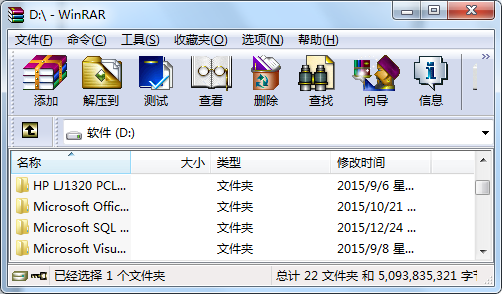 D:\ - WinRAR
文件(F) 命令(C) 工具(S) 收藏夹(O) 选项(N) 帮助(H)
添加 解压到 测试 查看 删除 查找 向导 信息
软件 (D:)
名称 大小 类型 修改时间
HP LJ1320 PCL... 文件夹 2015/9/6 星...
Microsoft Offic... 文件夹 2015/10/21 ...
Microsoft SQL ... 文件夹 2015/12/24 ...
Microsoft Visu... 文件夹 2015/9/8 星...
已经选择 1 个文件夹 总计 22 文件夹 和 5,093,835,321 字节